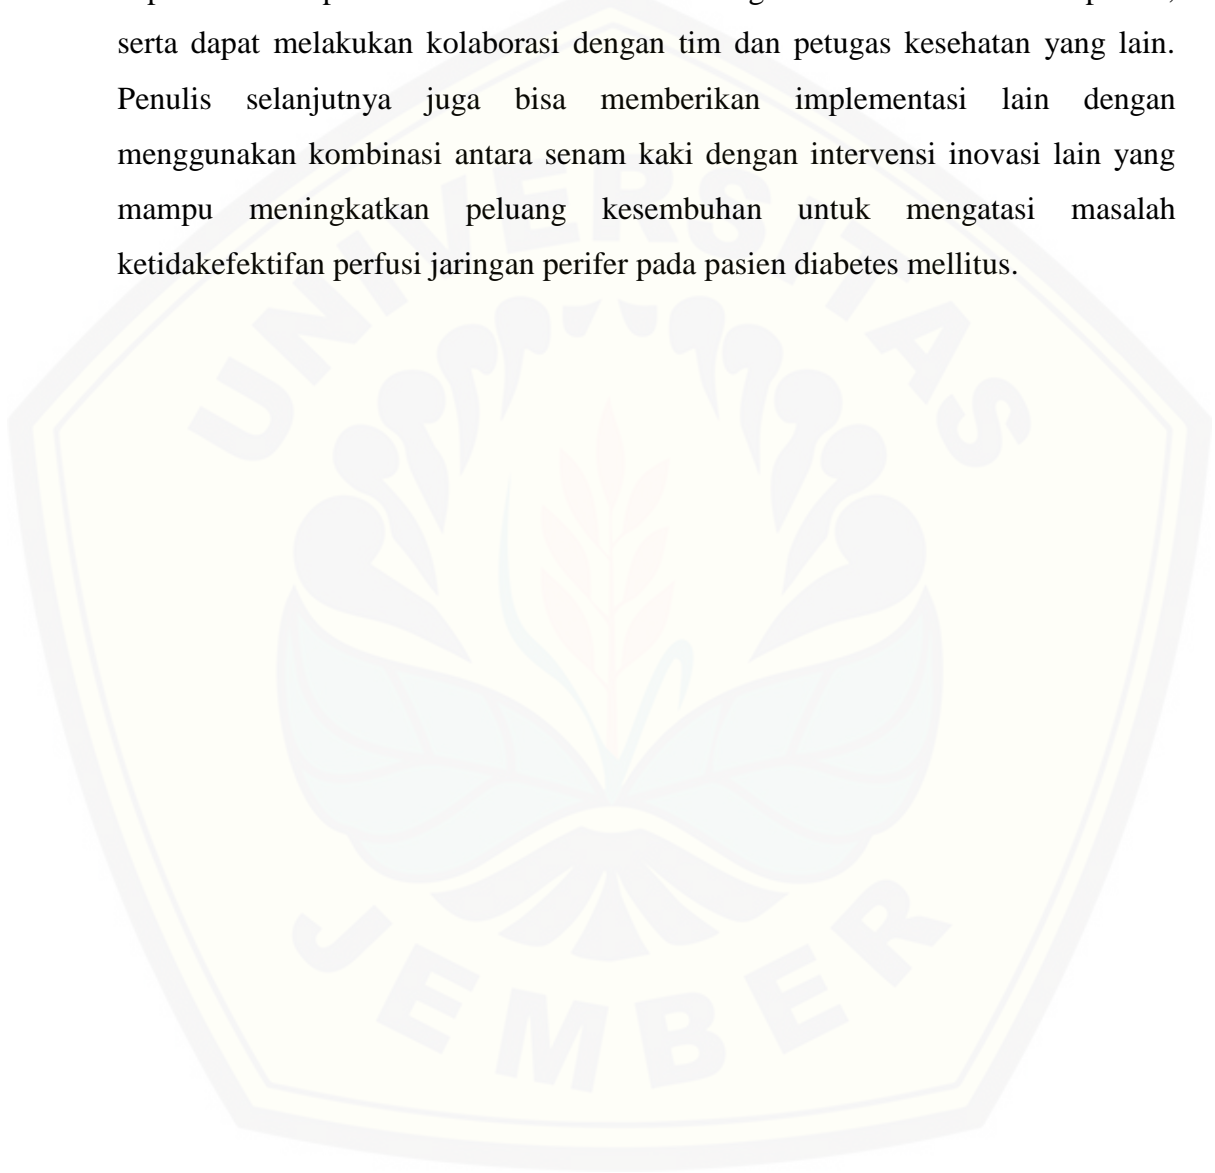 serta dapat melakukan kolaborasi dengan tim dan petugas kesehatan yang lain.
Penulis selanjutnya juga bisa memberikan implementasi lain dengan
menggunakan kombinasi antara senam kaki dengan intervensi inovasi lain yang
mampu meningkatkan peluang kesembuhan untuk mengatasi masalah
ketidakefektifan perfusi jaringan perifer pada pasien diabetes mellitus.
UNIVERSITAS
JEMBER